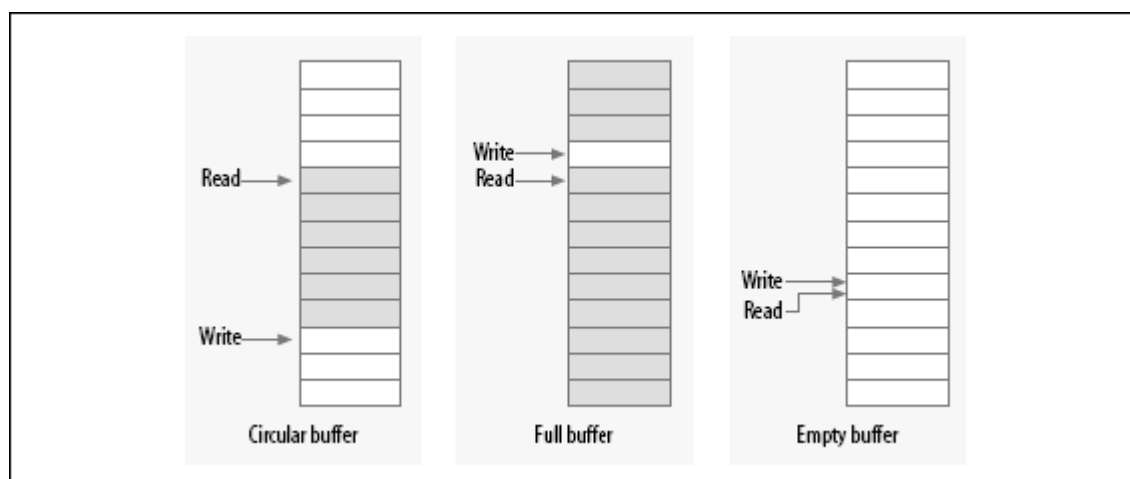 Read
Write
Circular buffer
Write
Read
Full buffer
Write
Read
Empty buffer